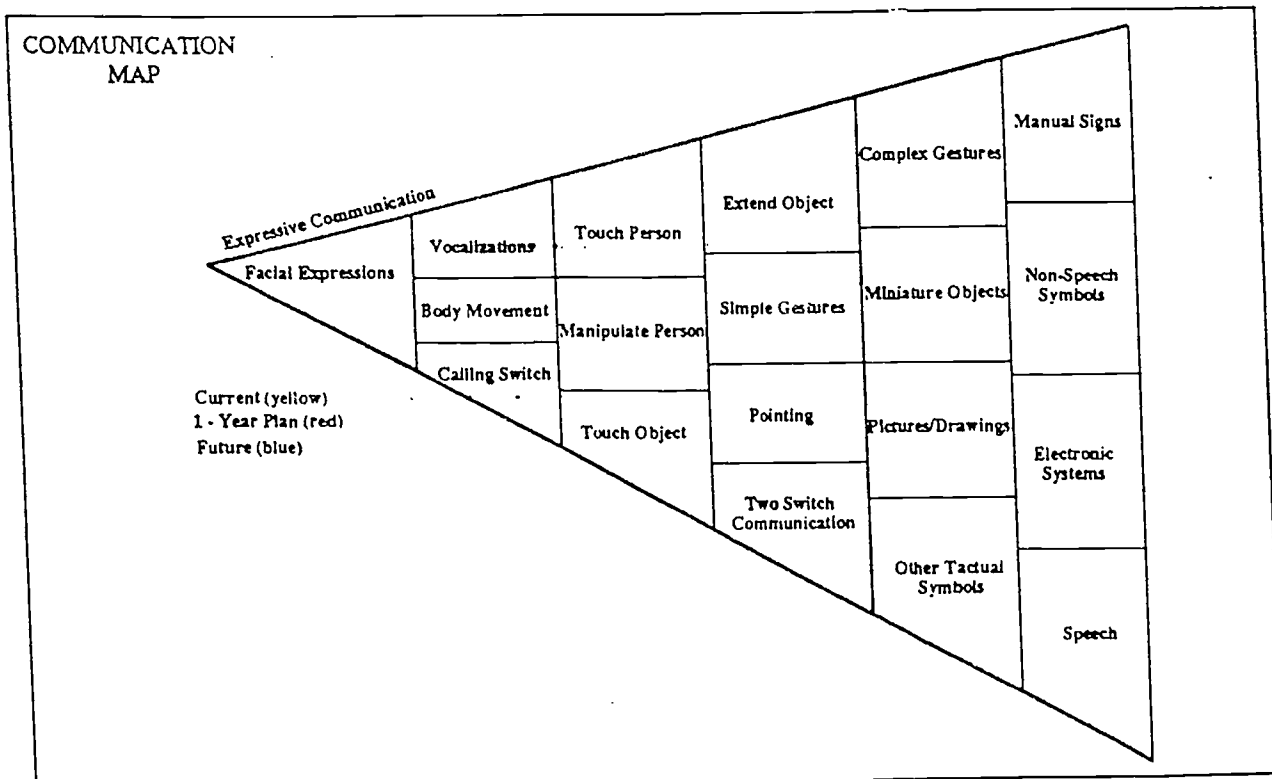 COMMUNICATION
MAP
Expressive Communication
Facial Expressions
Vocalizations
Body Movement
Calling Switch
Touch Person
Manipulate Person
Touch Object
Extend Object
Simple Gestures
Pointing
Two Switch
Communication
Complex Gestures
Miniature Objects
Pictures/Drawings
Other Tactual
Symbols
Manual Signs
Non-Speech
Symbols
Electronic
Systems
Speech
Current (yellow)
1 - Year Plan (red)
Future (blue)